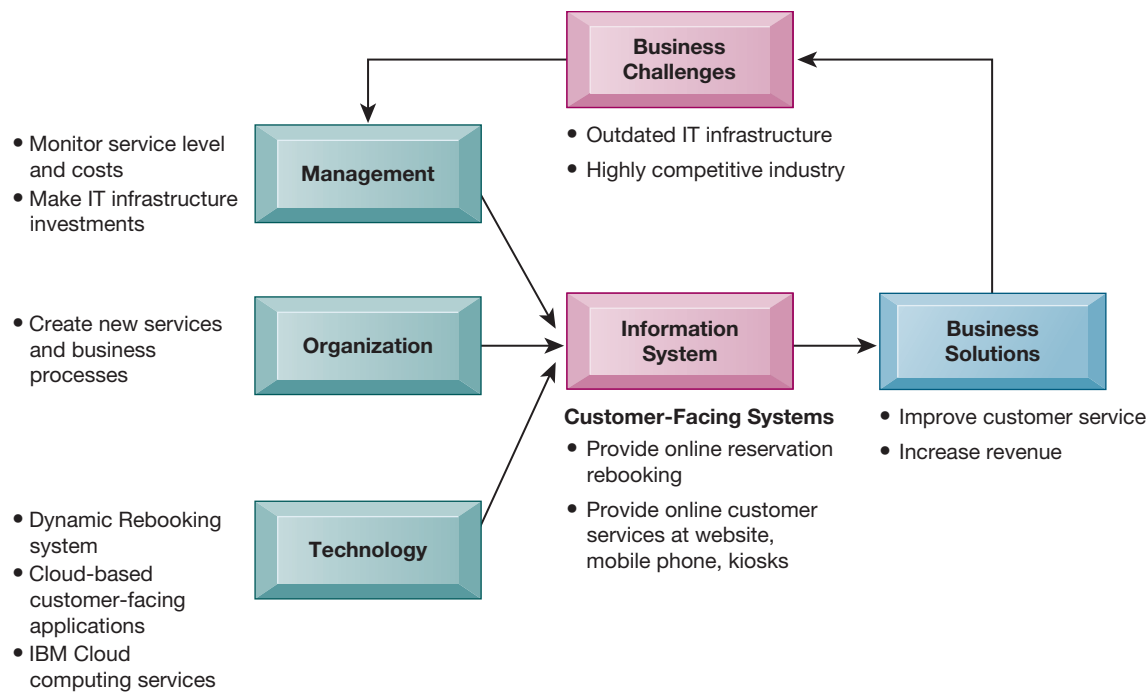 Business
Challenges
• Outdated IT infrastructure
• Highly competitive industry
• Monitor service level
and costs
• Make IT infrastructure
investments
Management
• Create new services
and business
processes
Organization
• Dynamic Rebooking
system
• Cloud-based
customer-facing
applications
• IBM Cloud
computing services
Technology
Information
System
Customer-Facing Systems
• Provide online reservation
rebooking
• Provide online customer
services at website,
mobile phone, kiosks
Business
Solutions
• Improve customer service
• Increase revenue